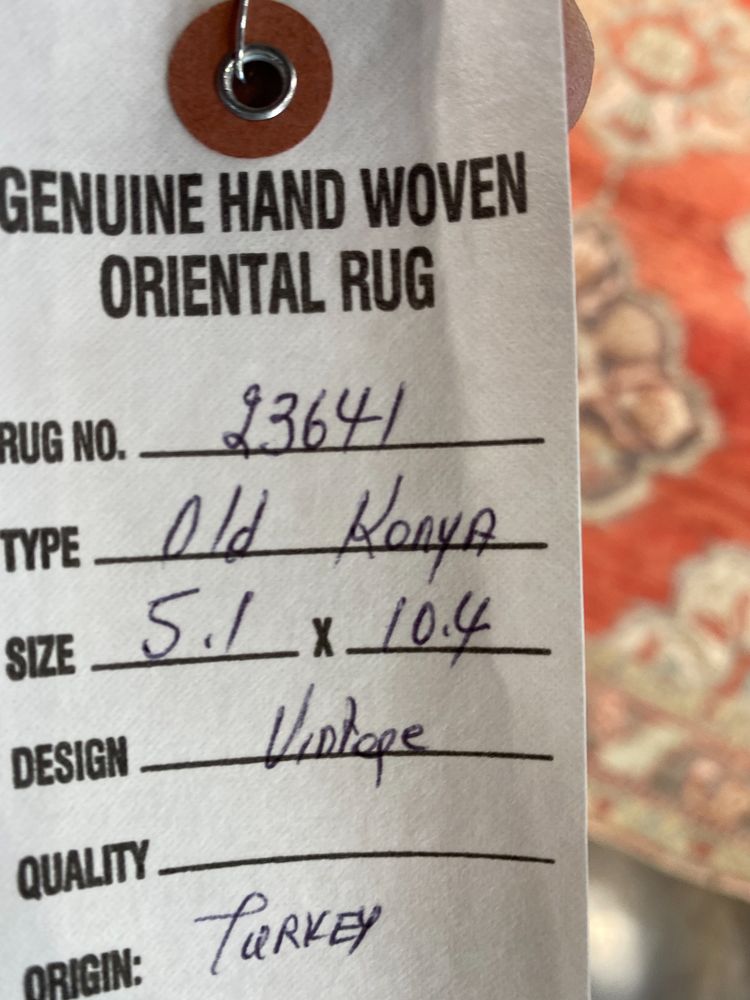 GENUINE HAND WOVEN
ORIENTAL RUG
RUG NO. 23641
TYPE Old Konya
SIZE 5.1 X 10.4
DESIGN Vintage
QUALITY
ORIGIN: TURKEY